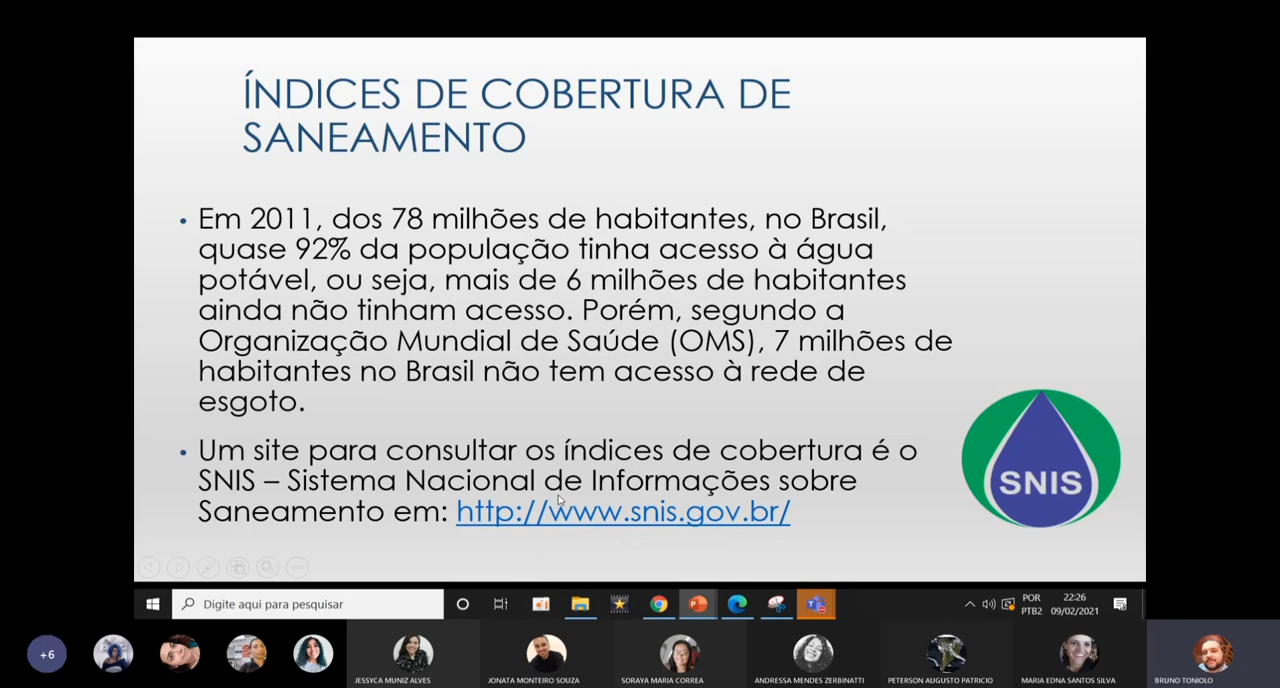 ÍNDICES DE COBERTURA DE
SANEAMENTO
• Em 2011, dos 78 milhões de habitantes, no Brasil,
quase 92% da população tinha acesso à água
potável, ou seja, mais de 6 milhões de habitantes
ainda não tinham acesso. Porém, segundo a
Organização Mundial de Saúde (OMS), 7 milhões de
habitantes no Brasil não tem acesso à rede de
esgoto.
• Um site para consultar os índices de cobertura é o
SNIS – Sistema Nacional de Informações sobre
Saneamento em: http://www.snis.gov.br/
SNIS
Digite aqui para pesquisar
POR
PTB2
22:26
09/02/2021
+6
JESSYCA MUNIZ ALVES
JONATA MONTEIRO SOUZA
SORAYA MARIA CORREA
ANDRESSA MENDES ZERBINATTI
PETERSON AUGUSTO PATRICIO
MARIA EDNA SANTOS SILVA
BRUNO TONIOLO